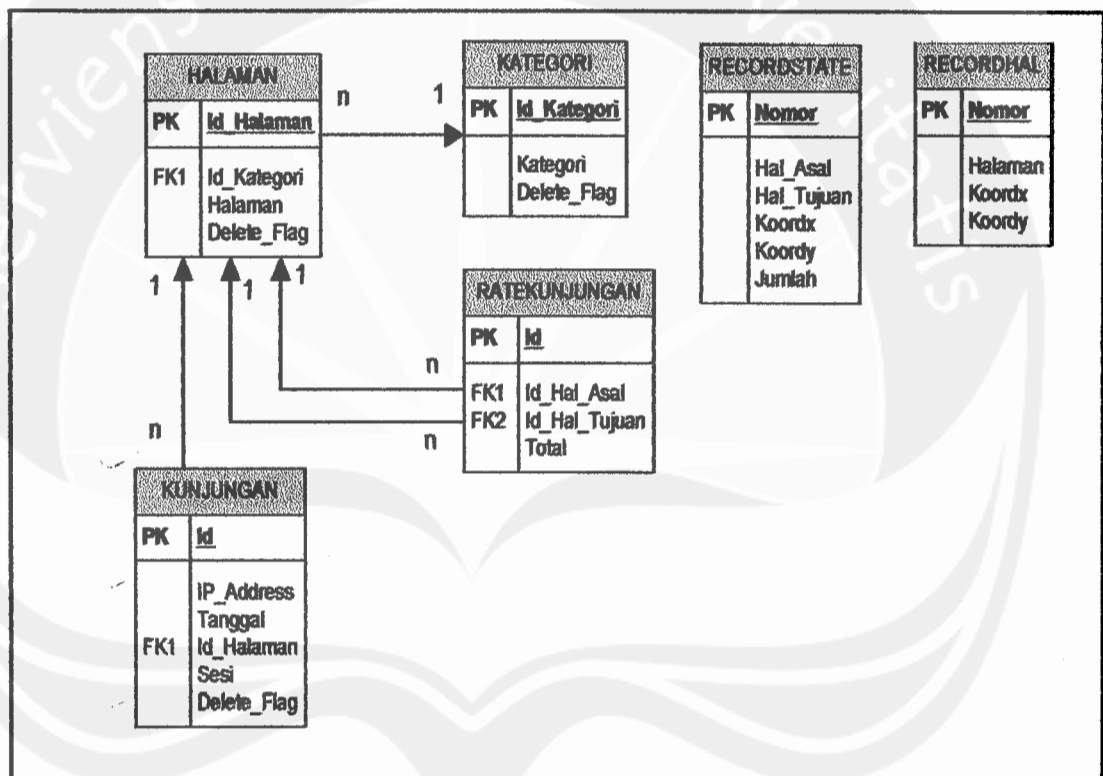 HALAMAN
PK Id_Halaman
FK1 Id_Kategori
Halaman
Delete_Flag
n 1
KATEGORI
PK Id_Kategori
Kategori
Delete_Flag
RECORDSTATE
PK Nomor
Hal_Asal
Hal_Tujuan
Koordx
Koordy
Jumlah
RECORDHAL
PK Nomor
Halaman
Koordx
Koordy
1 1 1
RATEKUNJUNGAN
PK Id
FK1 Id_Hal_Asal
FK2 Id_Hal_Tujuan
Total
n
n
n
KUNJUNGAN
PK Id
IP_Address
Tanggal
FK1 Id_Halaman
Sesi
Delete_Flag